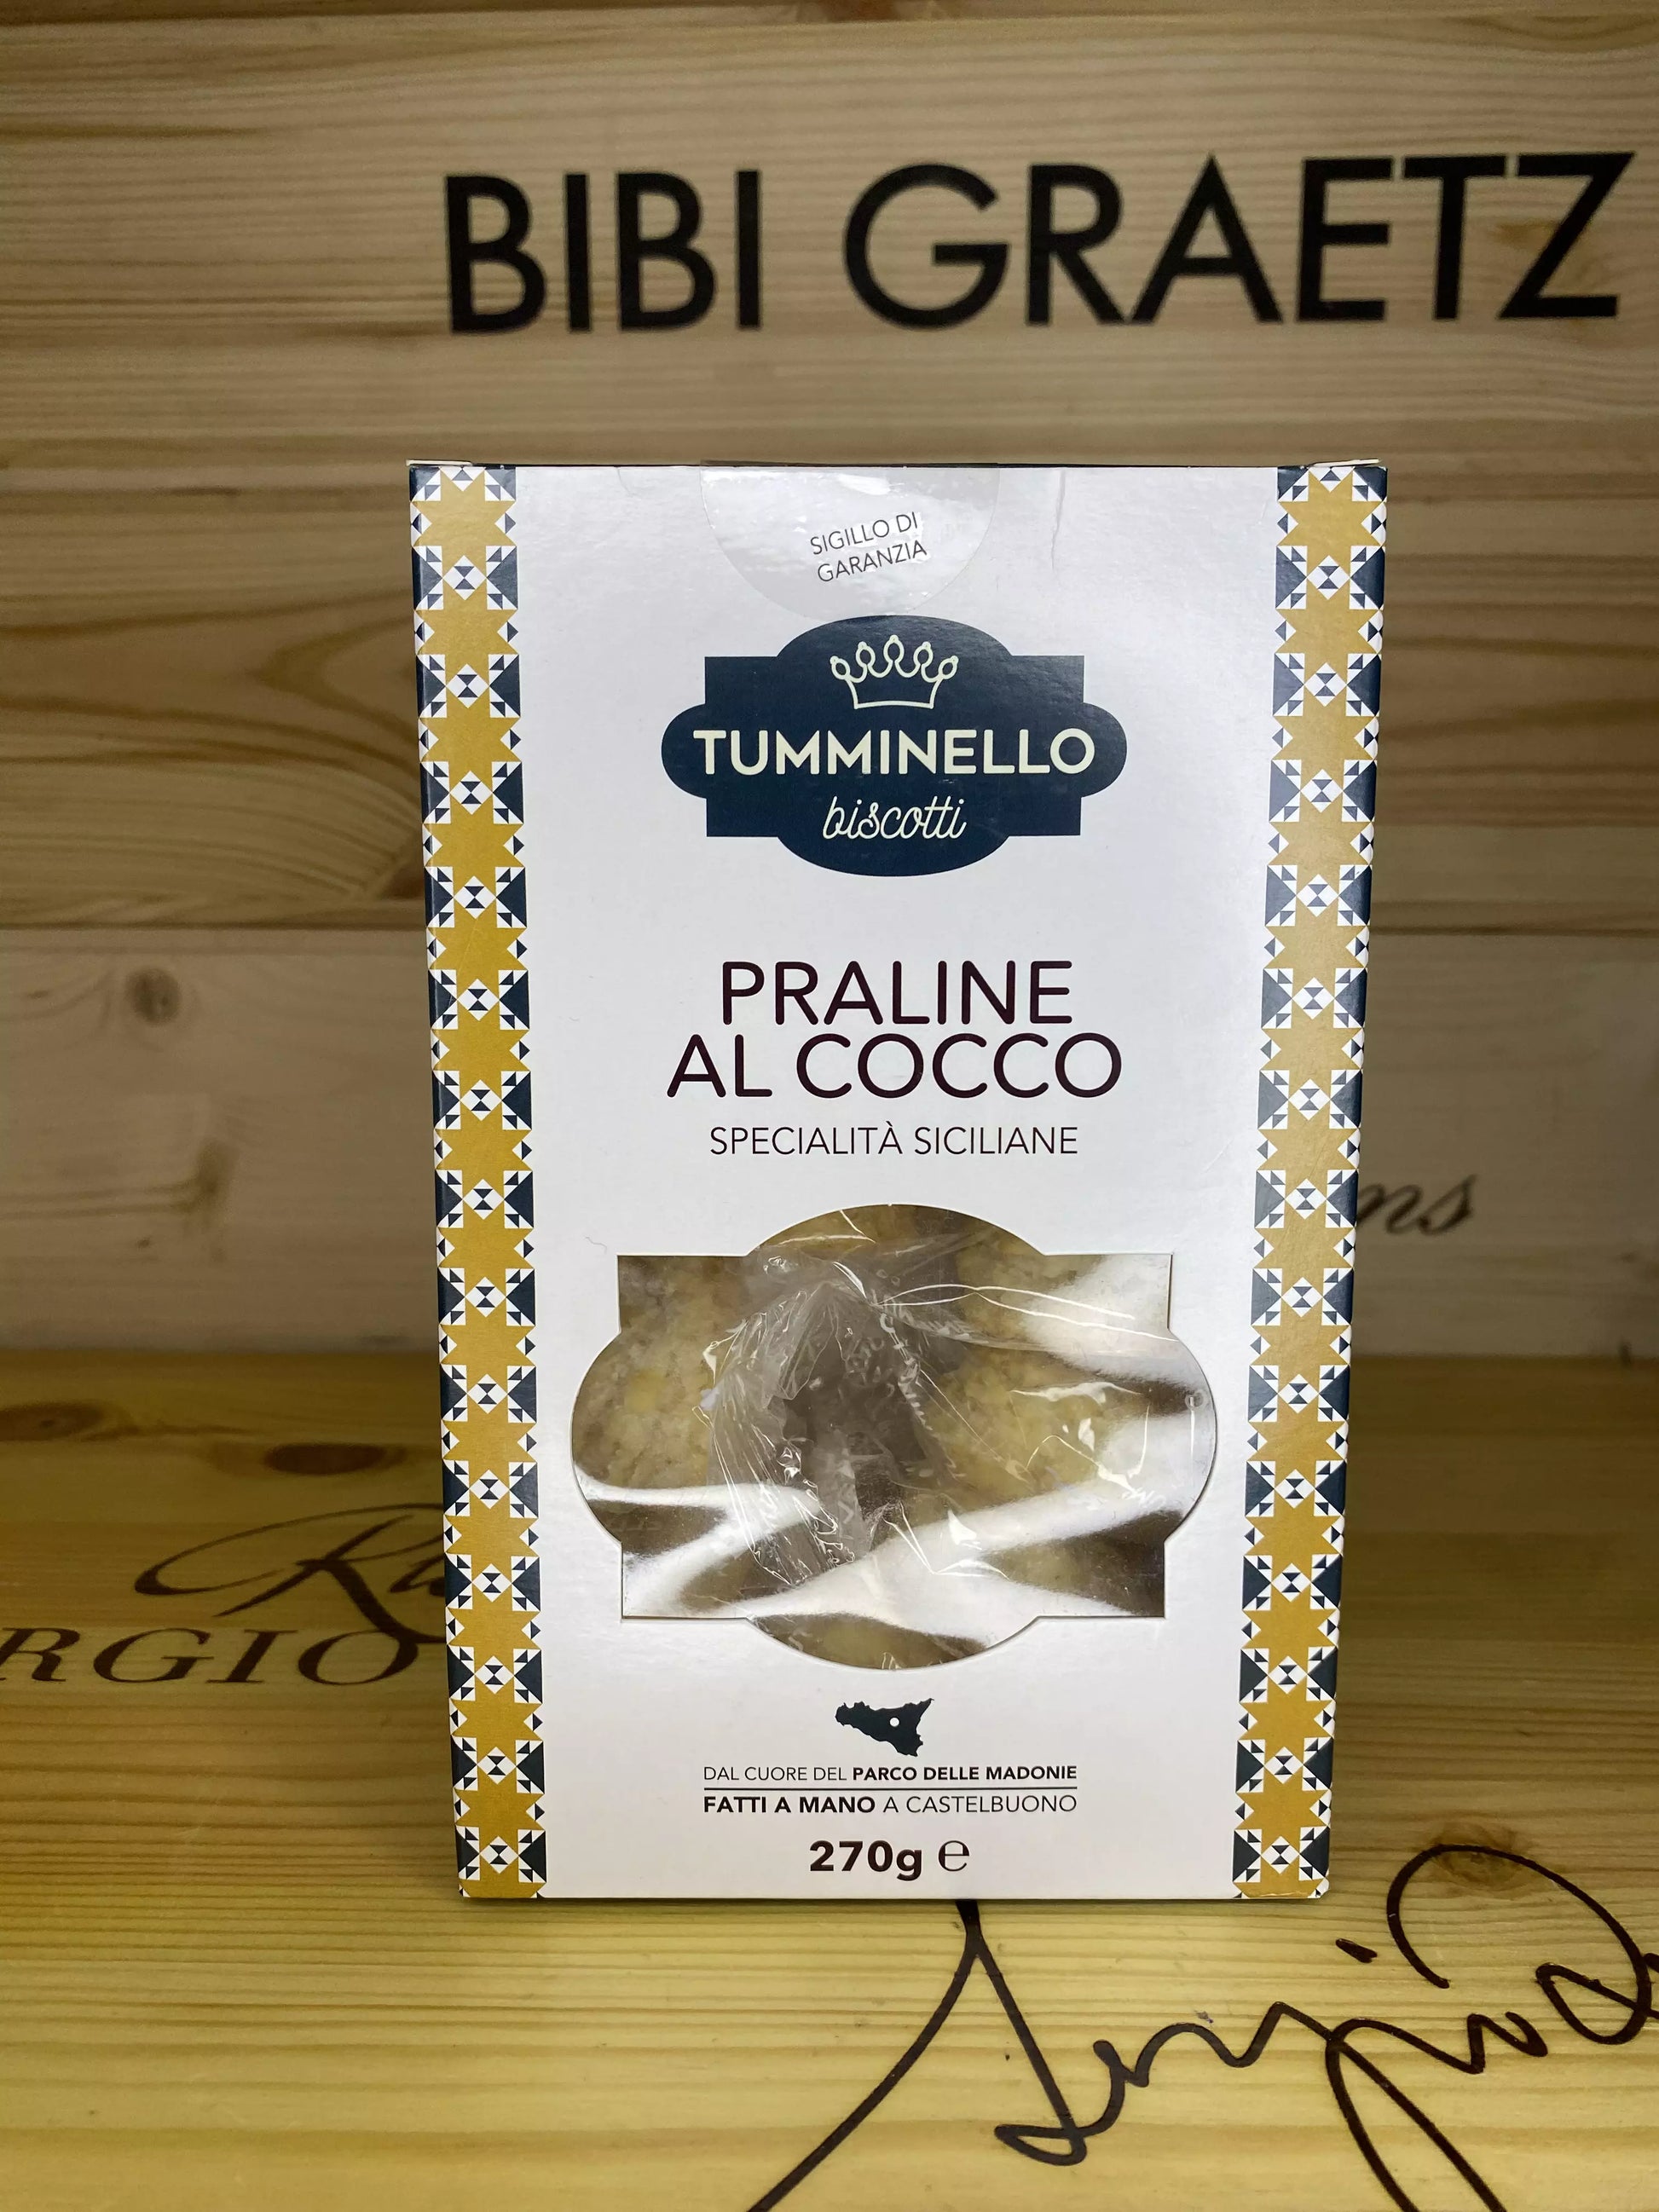 BIBI GRAETZ
SIGILLO DI
GARANZIA
TUMMINELLO
biscotti
PRALINE
AL COCCO
SPECIALITÀ SICILIANE
DAL CUORE DEL PARCO DELLE MADONIE
FATTI A MANO A CASTELBUONO
270g ℮